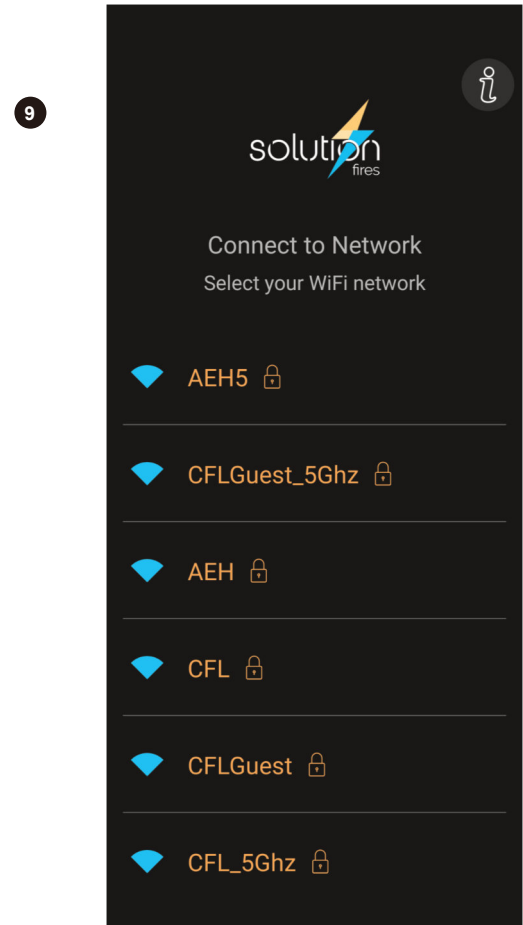 9
solution
fires
Connect to Network
Select your WiFi network
AEH5
CFLGuest_5Ghz
AEH
CFL
CFLGuest
CFL_5Ghz